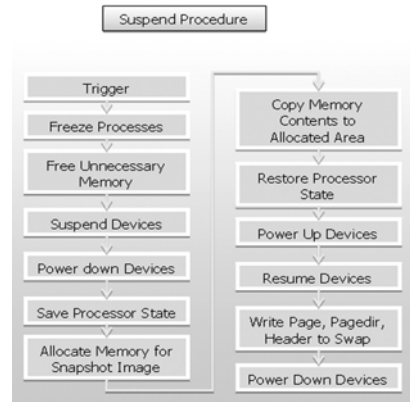 Suspend Procedure
Trigger
Freeze Processes
Free Unnecessary
Memory
Suspend Devices
Power down Devices
Save Processor State
Allocate Memory for
Snapshot Image
Copy Memory
Contents to
Allocated Area
Restore Processor
State
Power Up Devices
Resume Devices
Write Page, Pagedir,
Header to Swap
Power Down Devices